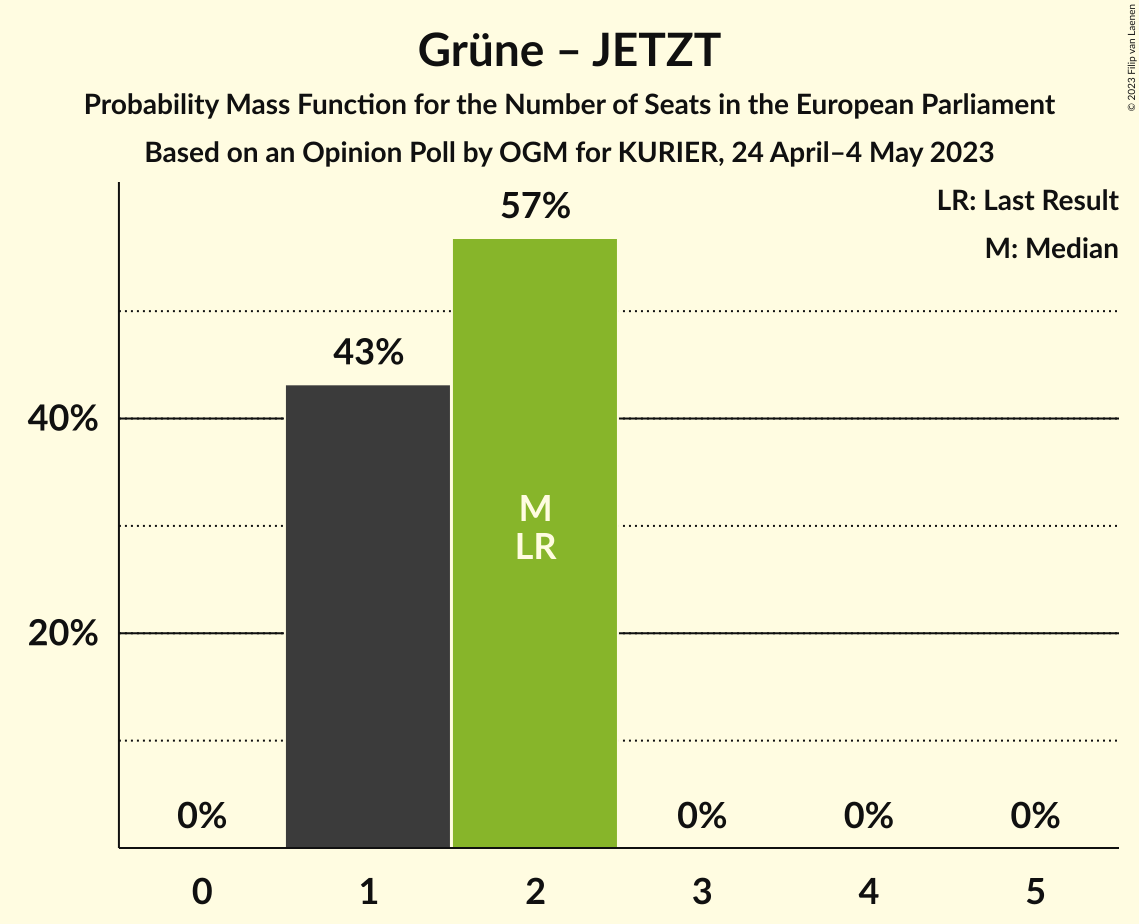 Grüne – JETZT
Probability Mass Function for the Number of Seats in the European Parliament
Based on an Opinion Poll by OGM for KURIER, 24 April–4 May 2023
© 2023 Filip van Laenen
LR: Last Result
M: Median
57%
43%
40%
20%
M
LR
0%
0%
0%
0%
0
1
2
3
4
5